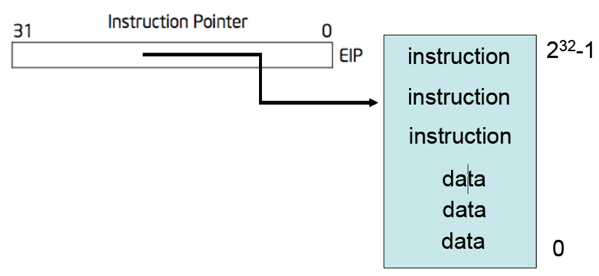 Instruction Pointer
31 0
EIP
instruction 2³²-1
instruction
instruction
data
data
data 0